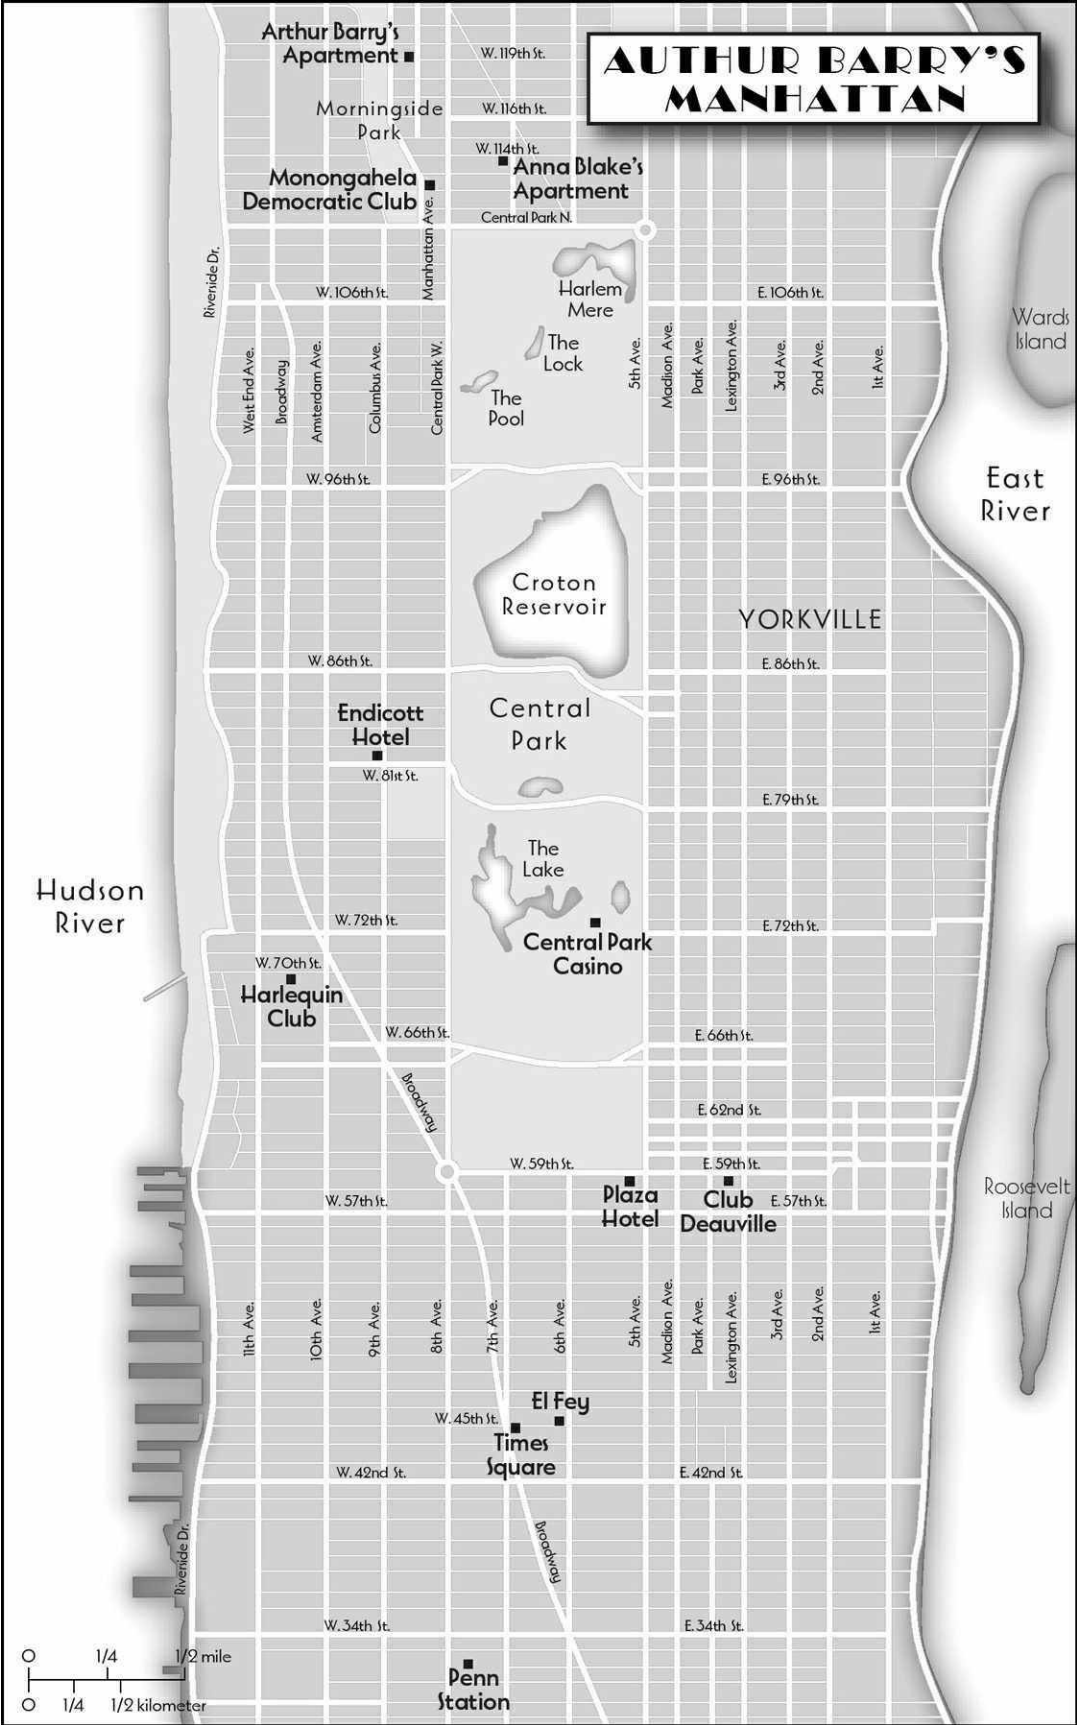 AUTHUR BARRY'S
MANHATTAN
Arthur Barry's
Apartment
W. 119th St.
Morningside
Park
W. 116th St.
W. 114th St.
Anna Blake's
Apartment
Monongahela
Democratic Club
Central Park N.
Manhattan Ave.
Riverside Dr.
W. 106th St.
Harlem
Mere
E. 106th St.
Wards
Island
The
Lock
The
Pool
West End Ave.
Broadway
Amsterdam Ave.
Columbus Ave.
Central Park W.
5th Ave.
Madison Ave.
Park Ave.
Lexington Ave.
3rd Ave.
2nd Ave.
1st Ave.
W. 96th St.
E. 96th St.
East
River
Croton
Reservoir
YORKVILLE
W. 86th St.
E. 86th St.
Endicott
Hotel
Central
Park
W. 81st St.
E. 79th St.
The
Lake
Hudson
River
W. 72nd St.
E. 72nd St.
Central Park
Casino
W. 70th St.
Harlequin
Club
W. 66th St.
E. 66th St.
Broadway
E. 62nd St.
W. 59th St.
E. 59th St.
Plaza
Hotel
Club
Deauville
W. 57th St.
E. 57th St.
Roosevelt
Island
11th Ave.
10th Ave.
9th Ave.
8th Ave.
7th Ave.
6th Ave.
5th Ave.
Madison Ave.
Park Ave.
Lexington Ave.
3rd Ave.
2nd Ave.
1st Ave.
El Fey
W. 45th St.
Times
Square
W. 42nd St.
E. 42nd St.
Broadway
Riverside Dr.
W. 34th St.
E. 34th St.
Penn
Station
0 1/4 1/2 mile
0 1/4 1/2 kilometer